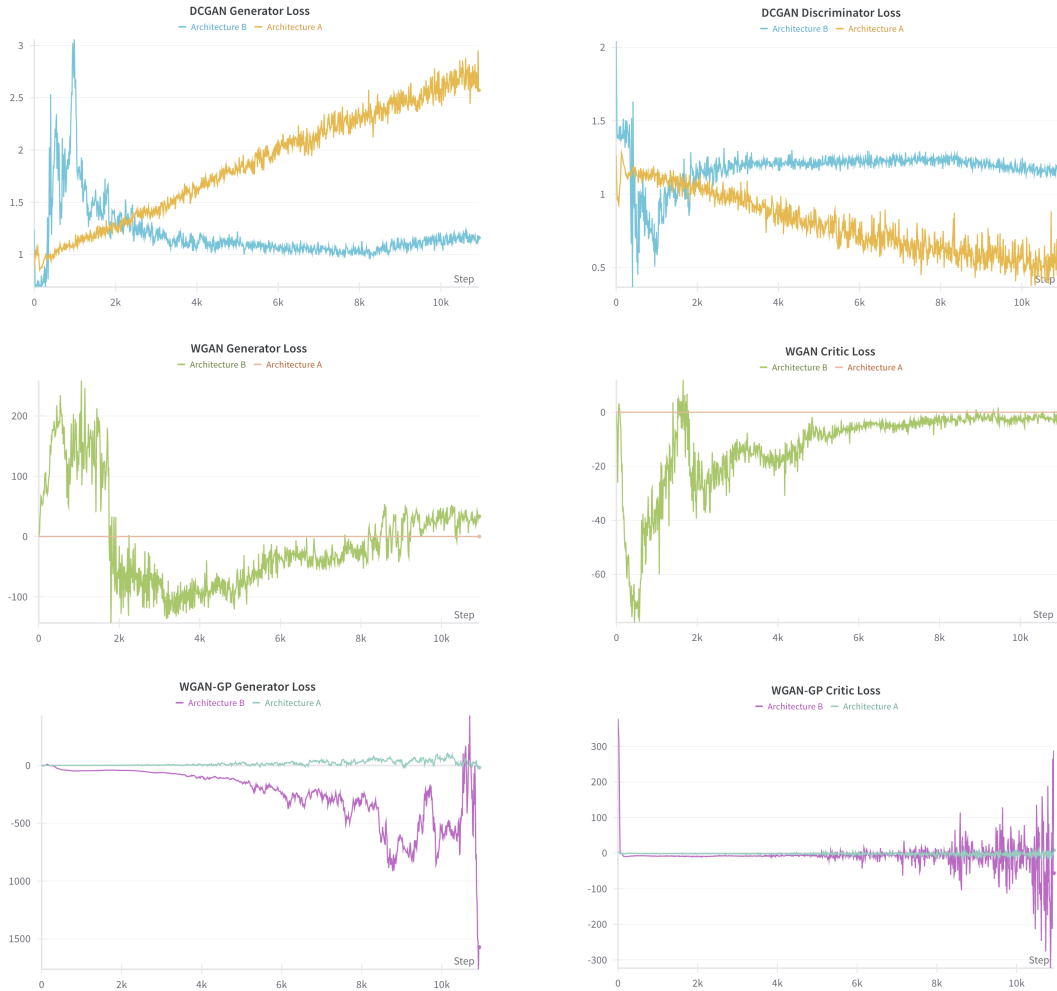 DCGAN Generator Loss
Architecture B Architecture A
3
2.5
2
1.5
1
Step
0 2k 4k 6k 8k 10k
DCGAN Discriminator Loss
Architecture B Architecture A
2
1.5
1
0.5
Step
0 2k 4k 6k 8k 10k
WGAN Generator Loss
Architecture B Architecture A
200
100
0
-100
Step
0 2k 4k 6k 8k 10k
WGAN Critic Loss
Architecture B Architecture A
0
-20
-40
-60
Step
0 2k 4k 6k 8k 10k
WGAN-GP Generator Loss
Architecture B Architecture A
0
-500
1000
1500
Step
0 2k 4k 6k 8k 10k
WGAN-GP Critic Loss
Architecture B Architecture A
300
200
100
0
-100
-200
-300
Step
0 2k 4k 6k 8k 10k